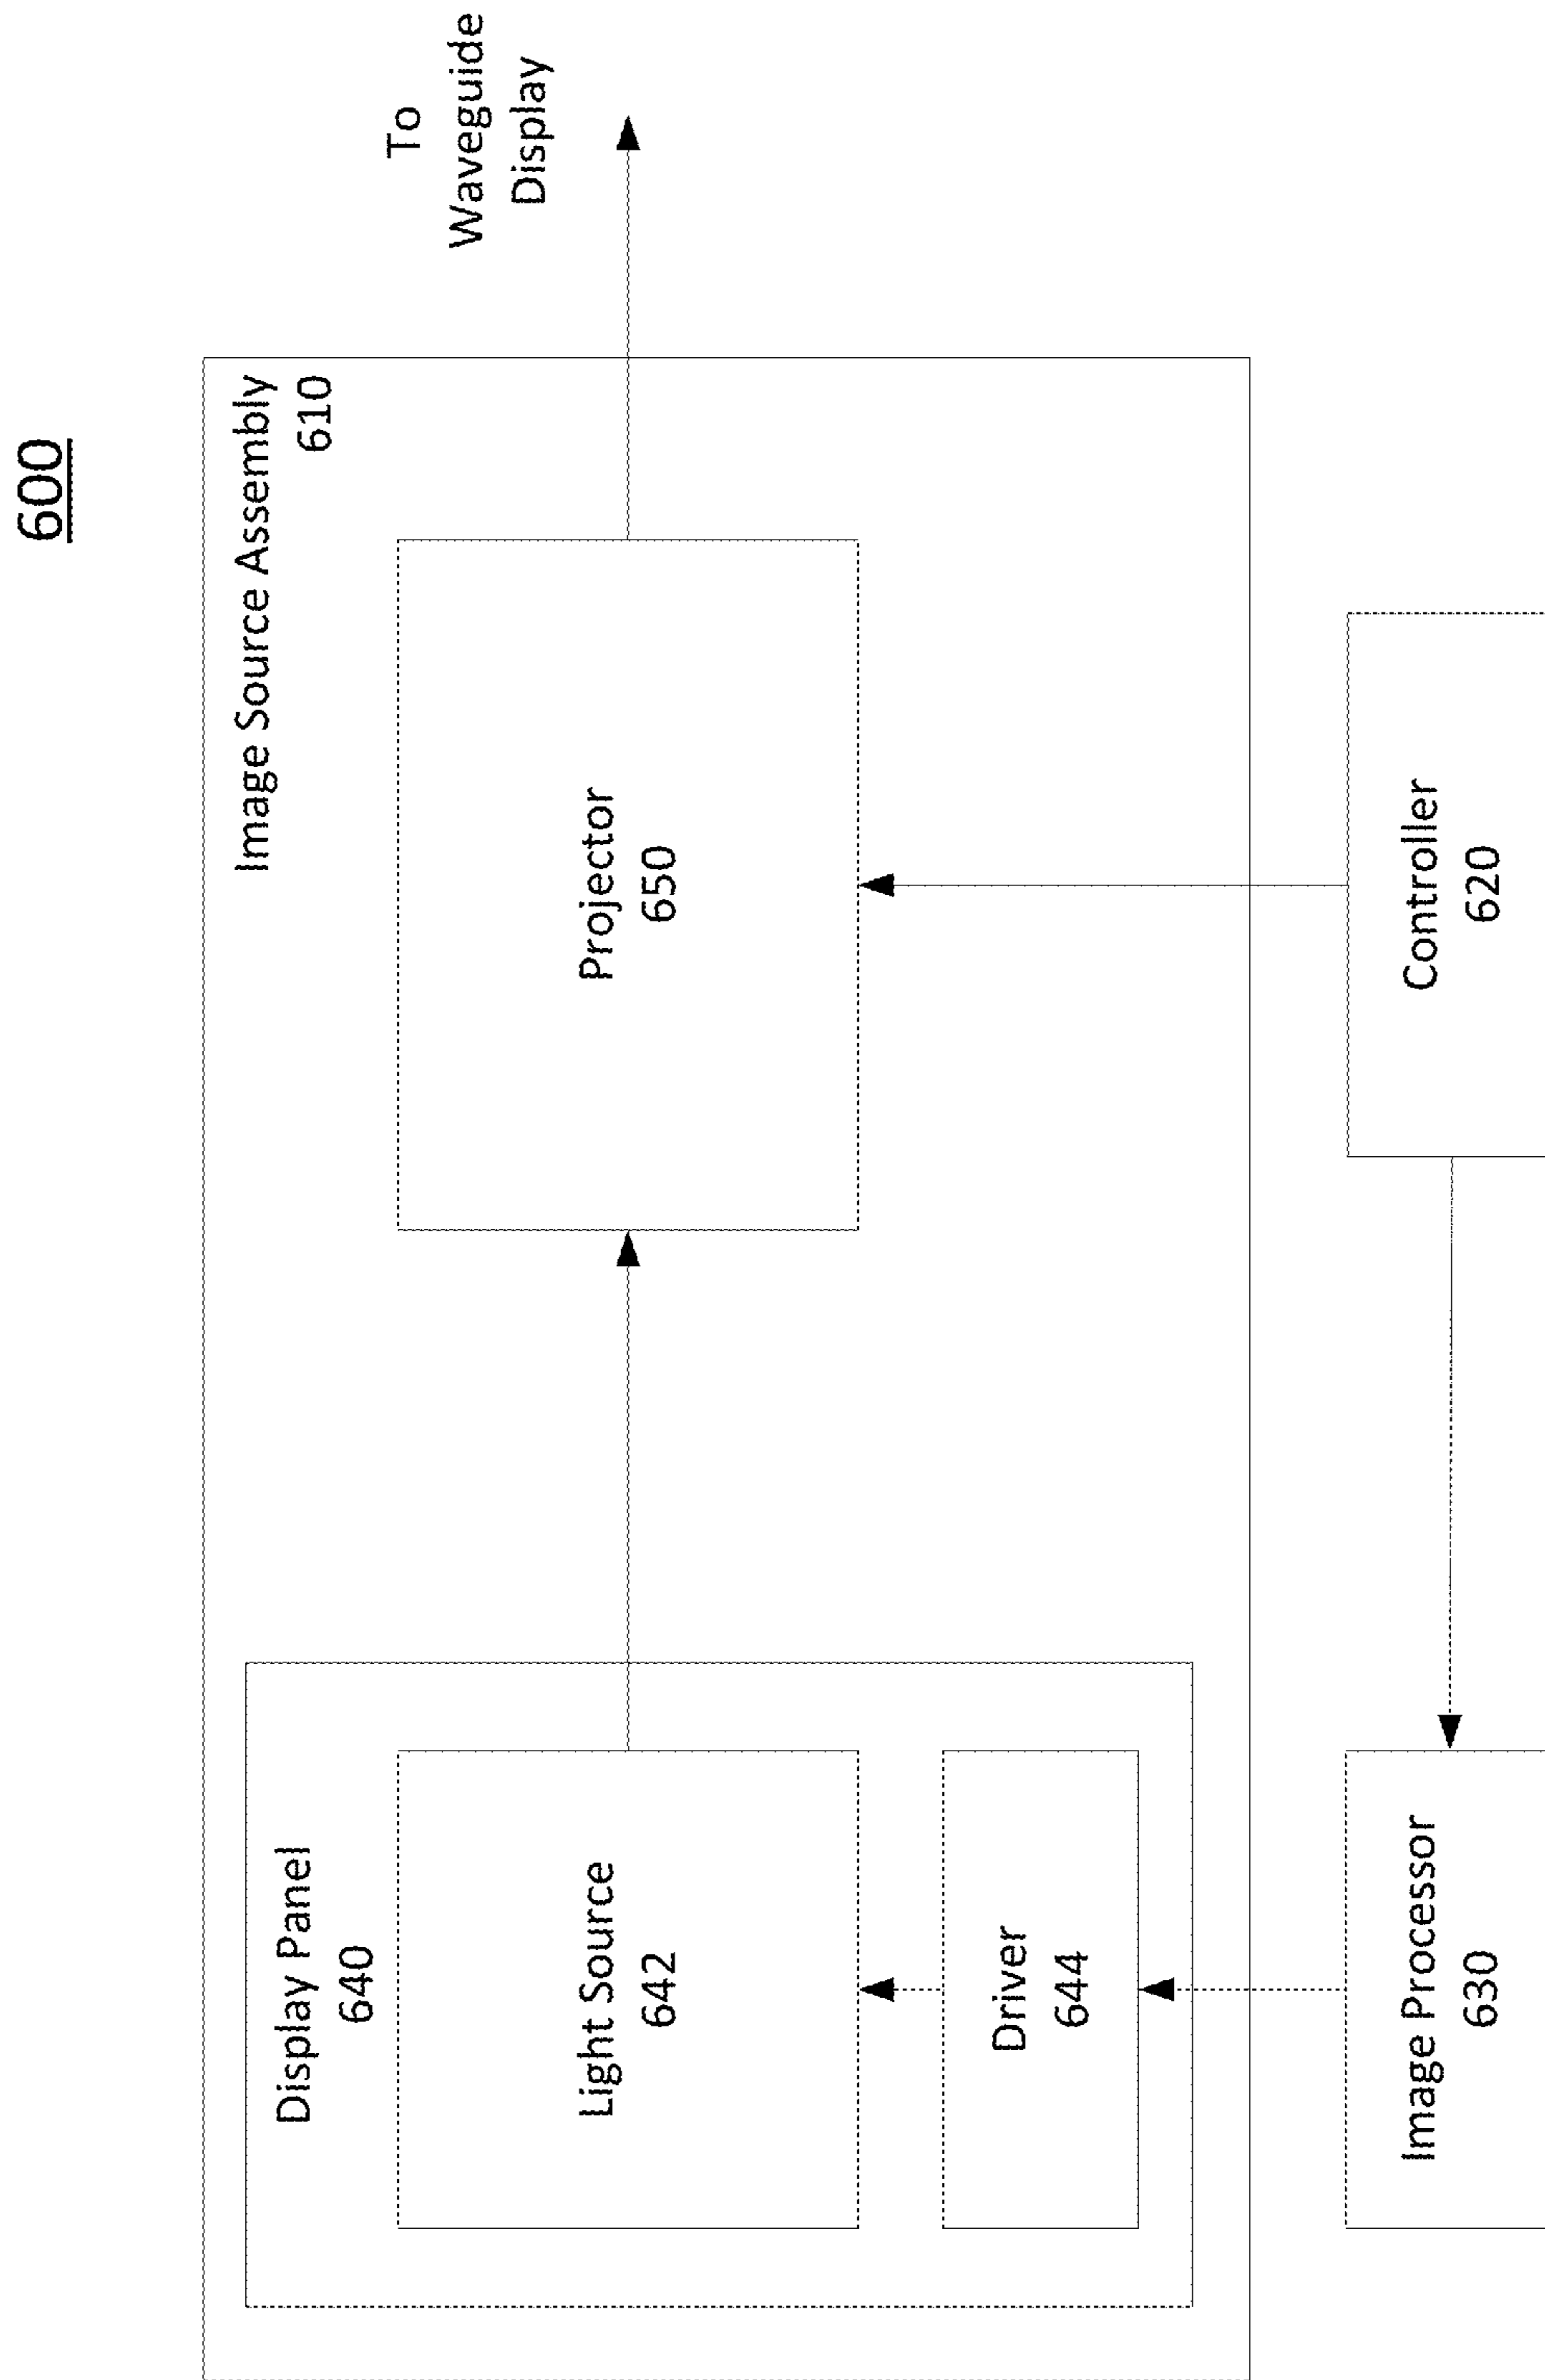 600
To
Waveguide
Display
Image Source Assembly
610
Display Panel
640
Light Source
642
Driver
644
Projector
650
Image Processor
630
Controller
620